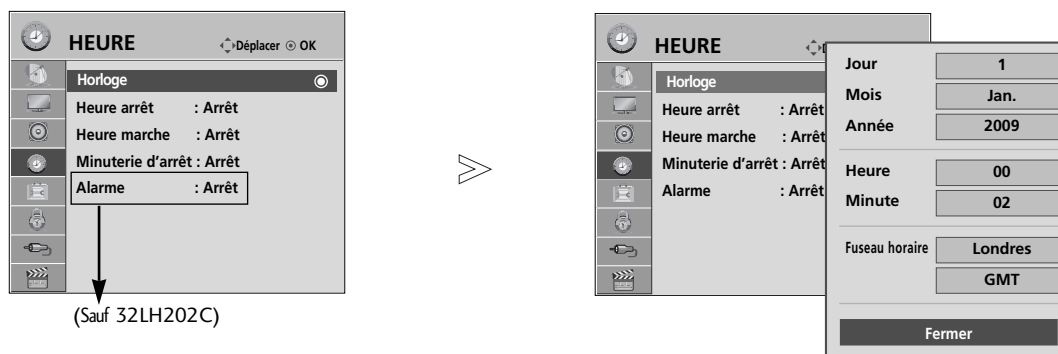 HEURE
Déplacer OK
Horloge
Heure arrêt : Arrêt
Heure marche : Arrêt
Minuterie d'arrêt : Arrêt
Alarme : Arrêt
(Sauf 32LH202C)
HEURE
Horloge
Heure arrêt : Arrêt
Heure marche : Arrêt
Minuterie d'arrêt : Arrêt
Alarme : Arrêt
Jour 1
Mois Jan.
Année 2009
Heure 00
Minute 02
Fuseau horaire Londres
GMT
Fermer